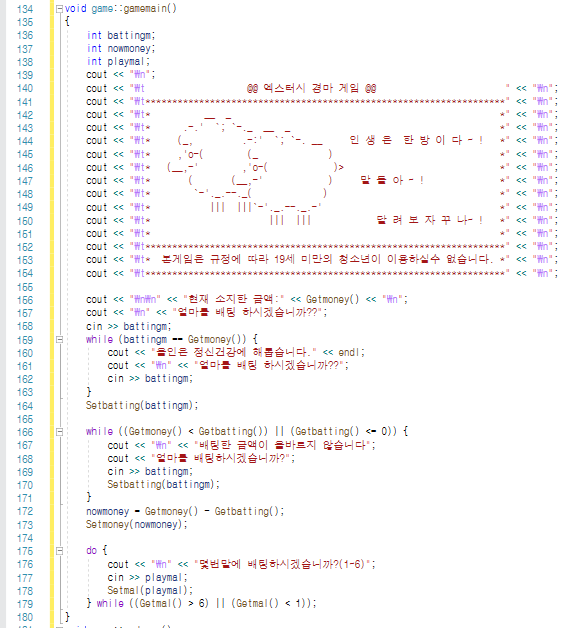 134 void game::gamemain()
135 {
136 int battingm;
137 int nowmoney;
138 int playmal;
139 cout << "\n";
140 cout << "\t @@ 엑스터시 경마 게임 @@ " << "\n";
141 cout << "\t*******************************************************************" << "\n";
142 cout << "\t* __ _ *" << "\n";
143 cout << "\t* .-.' `; `-._ __ _ *" << "\n";
144 cout << "\t* (_, .-:' `; `-. __ 인 생 은 한 방 이 다 - ! *" << "\n";
145 cout << "\t* ,'o-( (_ ) *" << "\n";
146 cout << "\t* (__,-' ,'o-( )> *" << "\n";
147 cout << "\t* ( (__,-' ) 말 들 아 - ! *" << "\n";
148 cout << "\t* `-'._.--._( ) *" << "\n";
149 cout << "\t* ||| |||`-'._.--._.-' *" << "\n";
150 cout << "\t* ||| ||| 달 려 보 자 꾸 나- ! *" << "\n";
151 cout << "\t* *" << "\n";
152 cout << "\t*******************************************************************" << "\n";
153 cout << "\t* 본게임은 규정에 따라 19세 미만의 청소년이 이용하실수 없습니다. *" << "\n";
154 cout << "\t*******************************************************************" << "\n";
155
156 cout << "\n\n" << "현재 소지한 금액:" << Getmoney() << "\n";
157 cout << "\n" << "얼마를 배팅 하시겠습니까??";
158 cin >> battingm;
159 while (battingm == Getmoney()) {
160 cout << "올인은 정신건강에 해롭습니다." << endl;
161 cout << "\n" << "얼마를 배팅 하시겠습니까??";
162 cin >> battingm;
163 }
164 Setbatting(battingm);
165
166 while ((Getmoney() < Getbatting()) || (Getbatting() <= 0)) {
167 cout << "\n" << "배팅한 금액이 올바르지 않습니다";
168 cout << "얼마를 배팅하시겠습니까?";
169 cin >> battingm;
170 Setbatting(battingm);
171 }
172 nowmoney = Getmoney() - Getbatting();
173 Setmoney(nowmoney);
174
175 do {
176 cout << "\n" << "몇번말에 배팅하시겠습니까?(1-6)";
177 cin >> playmal;
178 Setmal(playmal);
179 } while ((Getmal() > 6) || (Getmal() < 1));
180 }